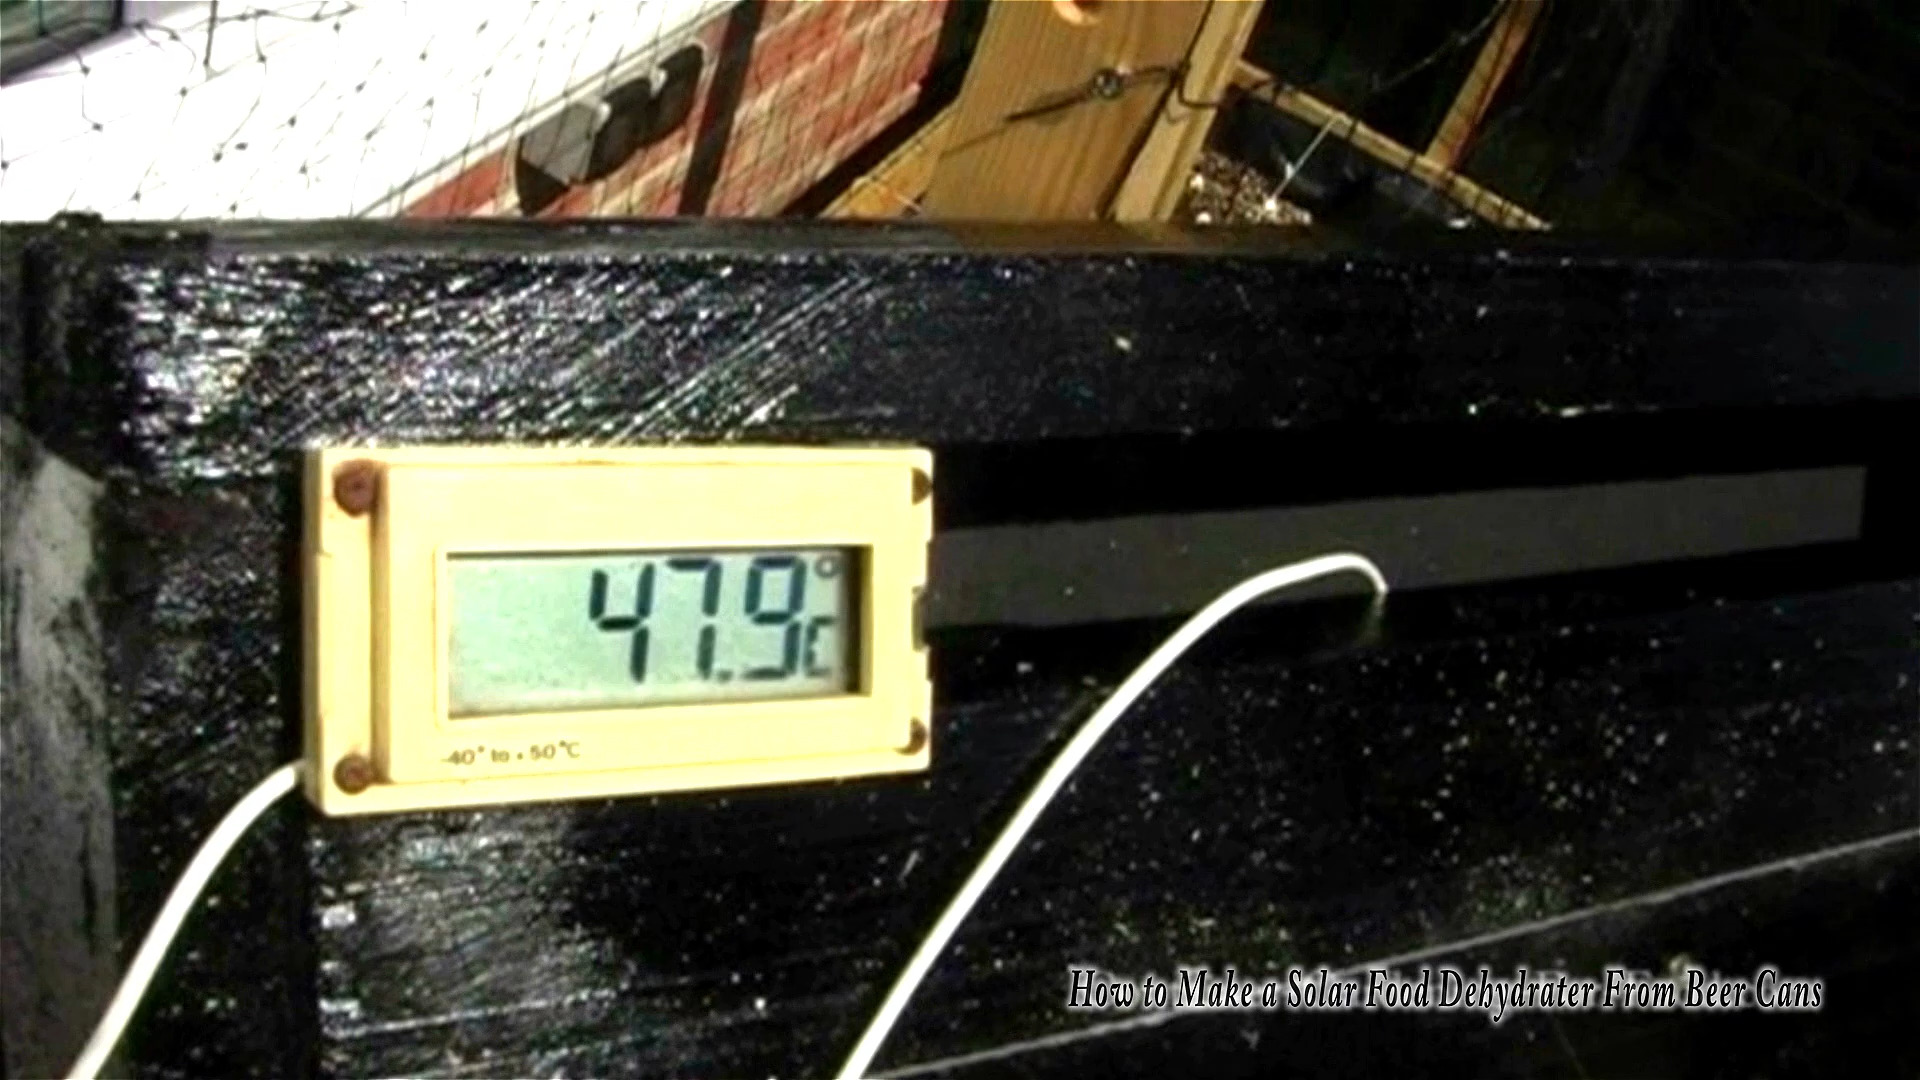 47.9°C
-40° to +50°C
How to Make a Solar Food Dehydrater From Beer Cans